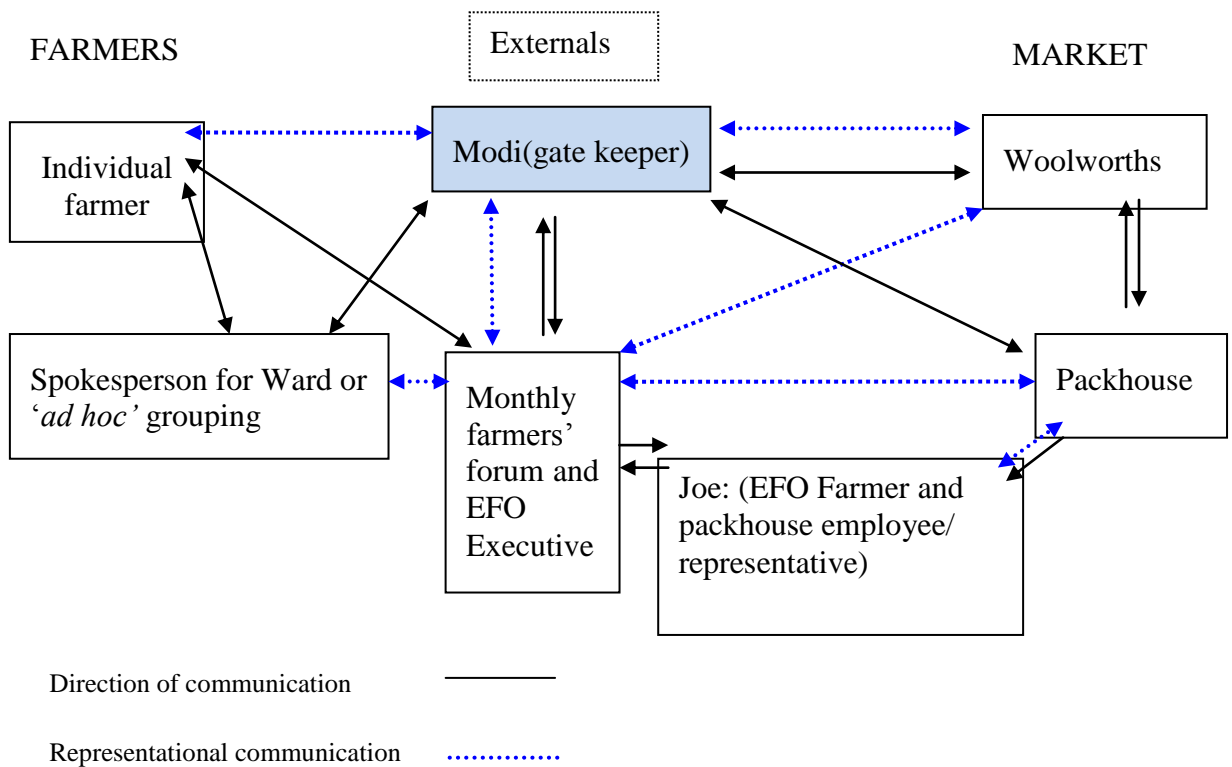 FARMERS
Externals
MARKET
Individual
farmer
Modi(gate keeper)
Woolworths
Spokesperson for Ward or
‘ad hoc’ grouping
Monthly
farmers’
forum and
EFO
Executive
Packhouse
Joe: (EFO Farmer and
packhouse employee/
representative)
Direction of communication
Representational communication